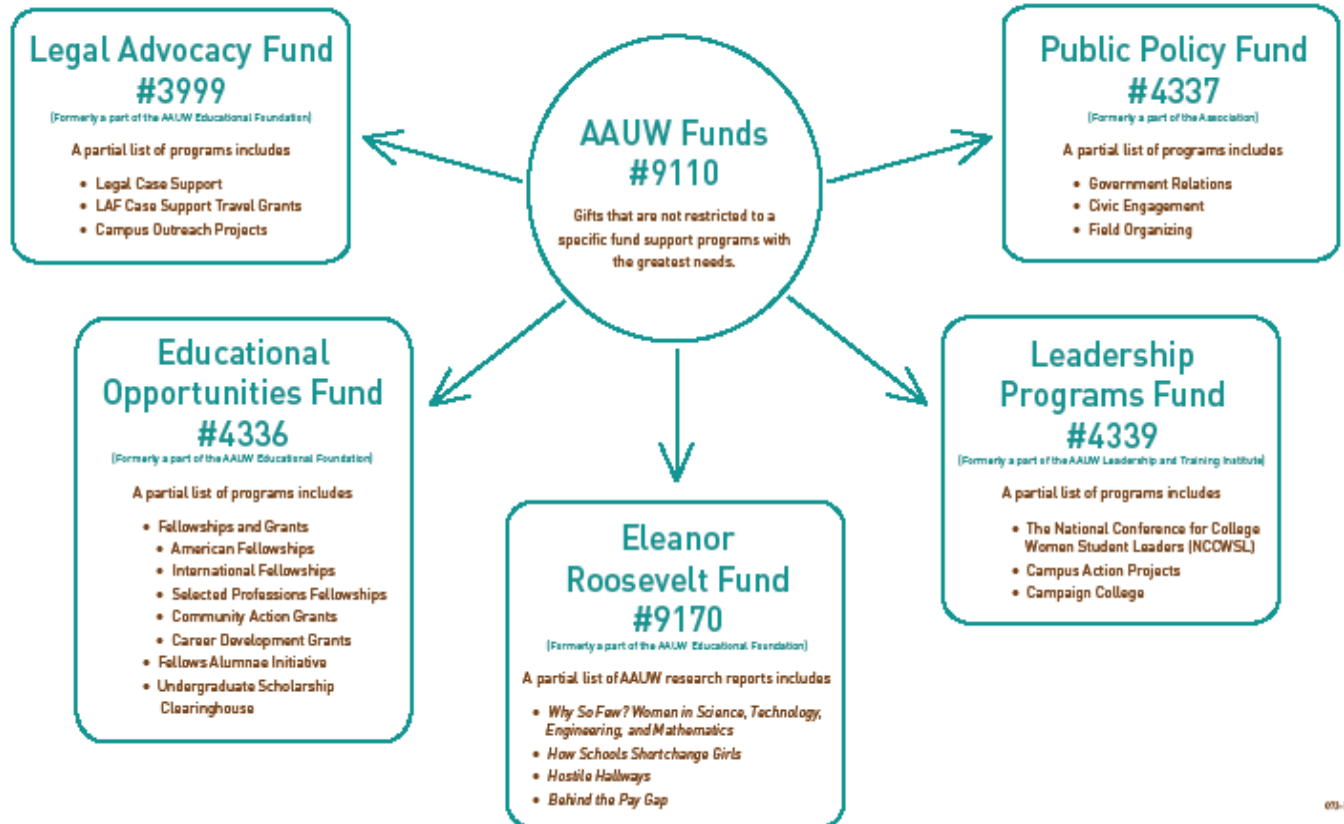 Legal Advocacy Fund
#3999
(Formerly a part of the AAUW Educational Foundation)
A partial list of programs includes
• Legal Case Support
• LAF Case Support Travel Grants
• Campus Outreach Projects
AAUW Funds
#9110
Gifts that are not restricted to a
specific fund support programs with
the greatest needs.
Public Policy Fund
#4337
(Formerly a part of the Association)
A partial list of programs includes
• Government Relations
• Civic Engagement
• Field Organizing
Educational
Opportunities Fund
#4336
(Formerly a part of the AAUW Educational Foundation)
A partial list of programs includes
• Fellowships and Grants
• American Fellowships
• International Fellowships
• Selected Professions Fellowships
• Community Action Grants
• Career Development Grants
• Fellows Alumnae Initiative
• Undergraduate Scholarship
Clearinghouse
Eleanor
Roosevelt Fund
#9170
(Formerly a part of the AAUW Educational Foundation)
A partial list of AAUW research reports includes
• Why So Few? Women in Science, Technology,
Engineering, and Mathematics
• How Schools Shortchange Girls
• Hostile Hallways
• Behind the Pay Gap
Leadership
Programs Fund
#4339
(Formerly a part of the AAUW Leadership and Training Institute)
A partial list of programs includes
• The National Conference for College
Women Student Leaders (NCCWSL)
• Campus Action Projects
• Campaign College